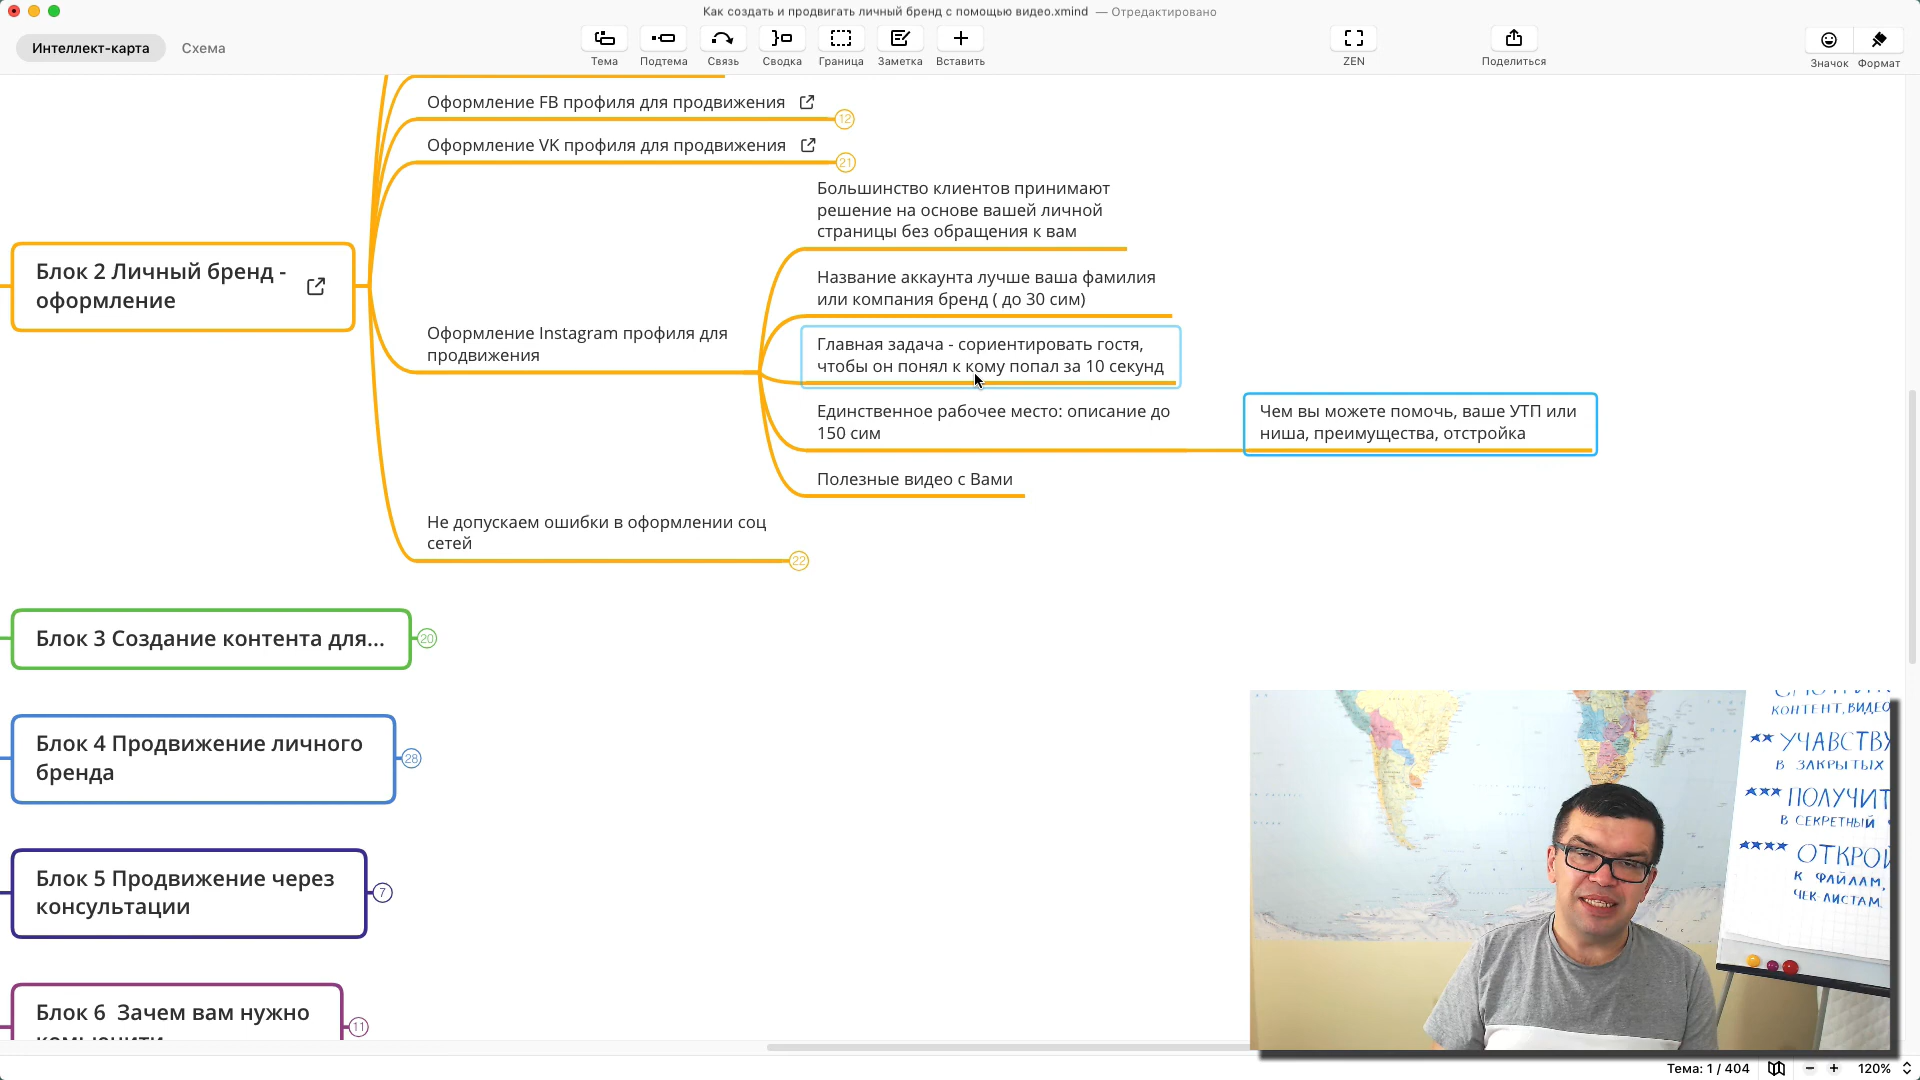 Как создать и продвигать личный бренд с помощью видео.xmind — Отредактировано
Интеллект-карта
Схема
Тема
Подтема
Связь
Сводка
Граница
Заметка
Вставить
ZEN
Поделиться
Значок
Формат
Оформление FB профиля для продвижения
12
Оформление VK профиля для продвижения
21
Большинство клиентов принимают
решение на основе вашей личной
страницы без обращения к вам
Блок 2 Личный бренд -
оформление
Название аккаунта лучше ваша фамилия
или компания бренд ( до 30 сим)
Оформление Instagram профиля для
продвижения
Главная задача - сориентировать гостя,
чтобы он понял к кому попал за 10 секунд
Единственное рабочее место: описание до
150 сим
Чем вы можете помочь, ваше УТП или
ниша, преимущества, отстройка
Полезные видео с Вами
Не допускаем ошибки в оформлении соц
сетей
22
Блок 3 Создание контента для...
20
Блок 4 Продвижение личного
бренда
28
Блок 5 Продвижение через
консультации
7
Блок 6 Зачем вам нужно
11
КОНТЕНТ, ВИДЕО
** УЧАВСТВУ
В ЗАКРЫТЫХ
*** ПОЛУЧИТ
В СЕКРЕТНЫЙ
**** ОТКРОЙ
К ФАЙЛАМ,
ЧЕК-ЛИСТАМ
Тема: 1 / 404
120%